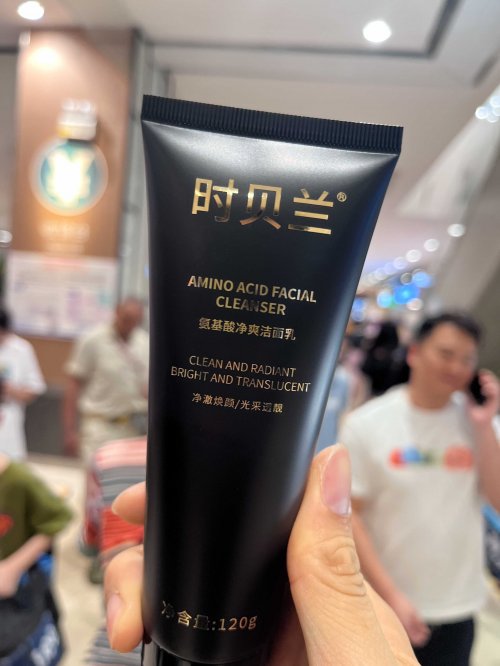 时贝兰®
AMINO ACID FACIAL
CLEANSER
氨基酸净爽洁面乳
CLEAN AND RADIANT
BRIGHT AND TRANSLUCENT
净澈焕颜/光采透靓
净含量:120g